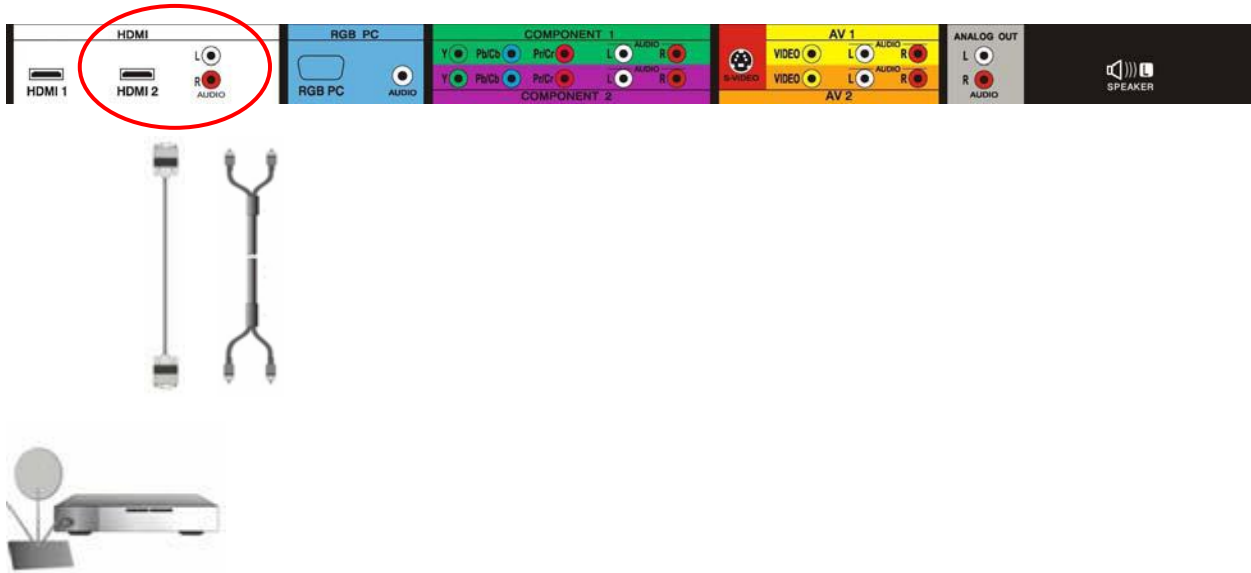 HDMI
HDMI 1
HDMI 2
L
R
AUDIO
RGB PC
RGB PC
AUDIO
COMPONENT 1
Y Pb/Cb Pr/Cr L AUDIO R
Y Pb/Cb Pr/Cr L AUDIO R
COMPONENT 2
S-VIDEO
AV 1
VIDEO L AUDIO R
VIDEO L AUDIO R
AV 2
ANALOG OUT
L
R
AUDIO
L
SPEAKER